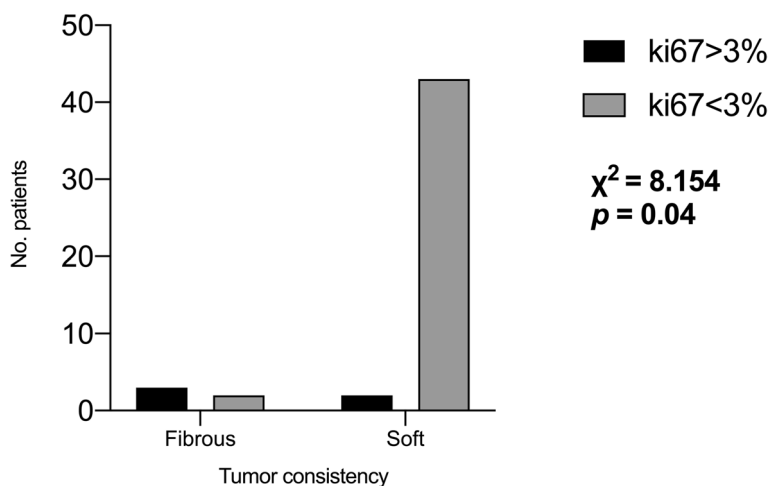 50
40
30
20
10
0
No. patients
Fibrous
Soft
Tumor consistency
ki67>3%
ki67<3%
χ² = 8.154
p = 0.04